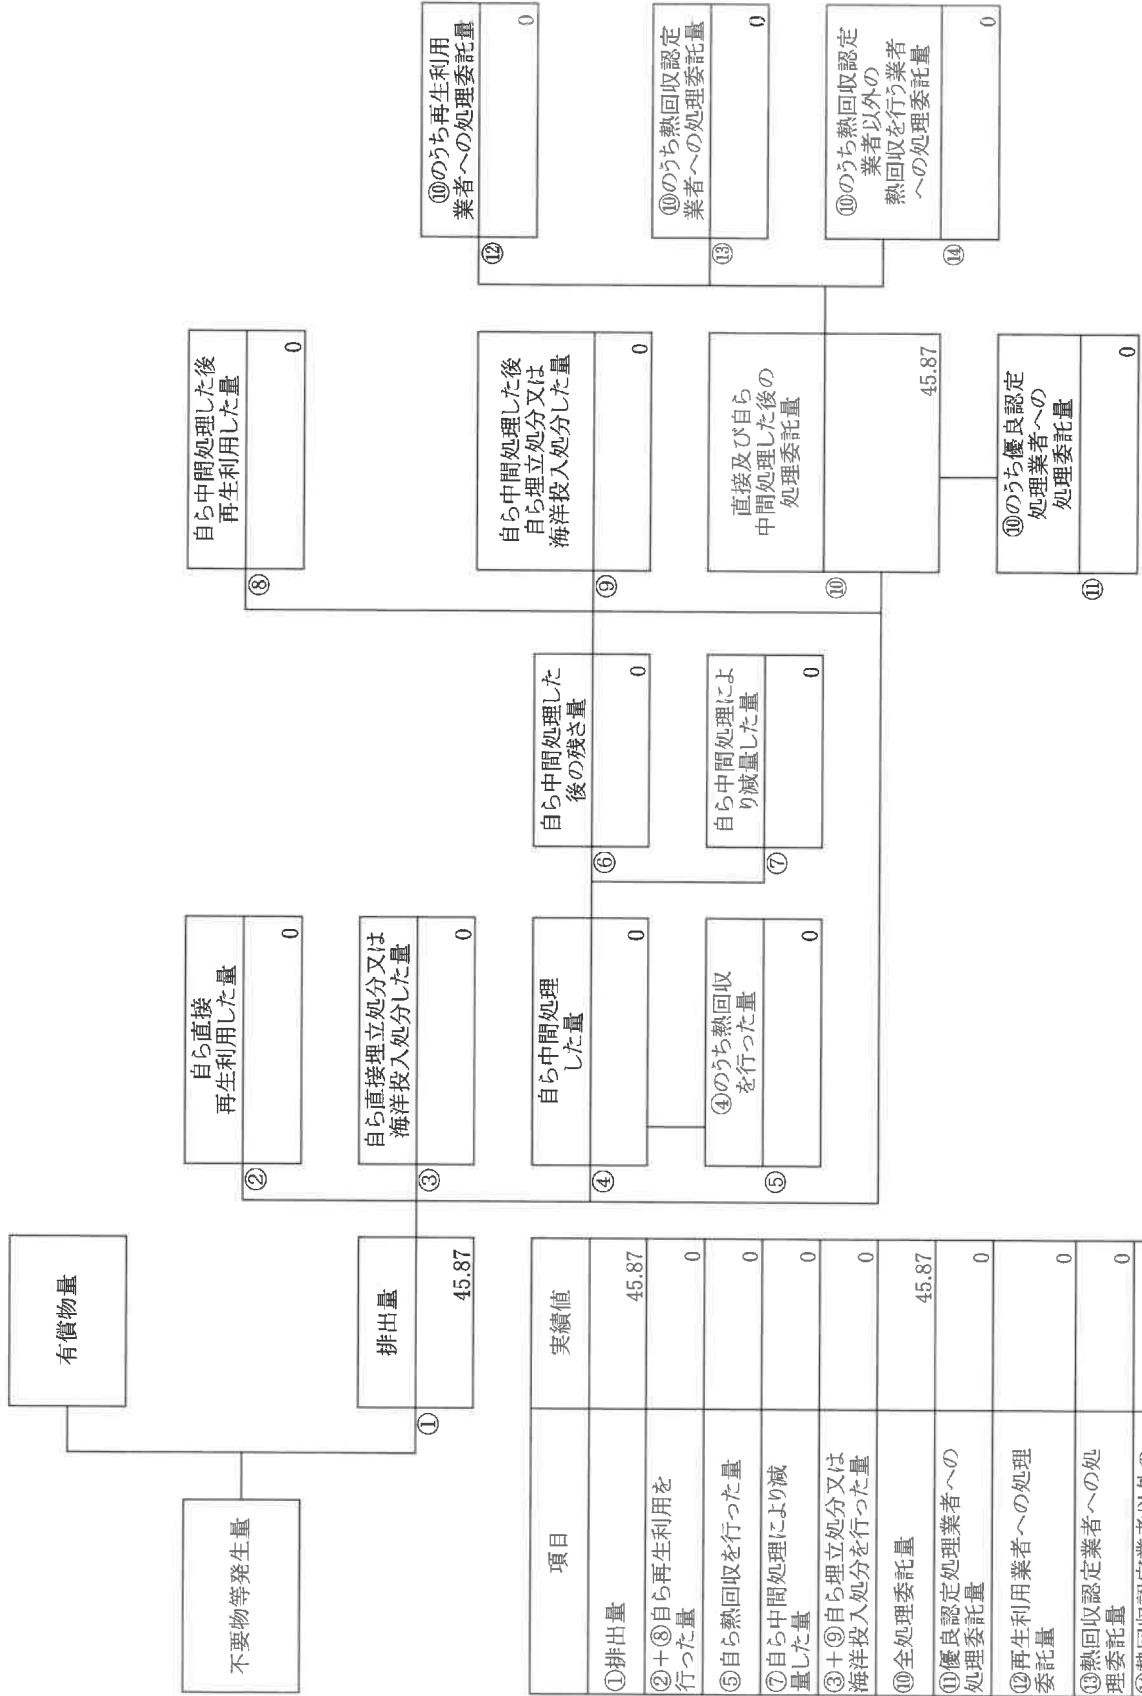 有償物量
不要物等発生量
排出量
①
45.87
自ら直接
再生利用した量
②
0
自ら直接埋立処分又は
海洋投入処分した量
③
0
自ら中間処理
した量
④
0
④のうち熱回収
を行った量
⑤
0
自ら中間処理した
後の残さ量
⑥
0
自ら中間処理によ
り減量した量
⑦
0
自ら中間処理した後
再生利用した量
⑧
0
自ら中間処理した後
自ら埋立処分又は
海洋投入処分した量
⑨
0
直接及び自ら
中間処理した後の
処理委託量
⑩
45.87
⑩のうち優良認定
処理業者への
処理委託量
⑪
0
⑩のうち再生利用
業者への処理委託量
⑫
0
⑩のうち熱回収認定
業者への処理委託量
⑬
0
⑩のうち熱回収認定
業者以外の
熱回収を行う業者
への処理委託量
⑭
0
項目 実績値
①排出量 45.87
②+⑧自ら再生利用を
行った量 0
⑤自ら熱回収を行った量 0
⑦自ら中間処理により減
量した量 0
③+⑨自ら埋立処分又は
海洋投入処分を行った量 0
⑩全処理委託量 45.87
⑪優良認定処理業者への
処理委託量 0
⑫再生利用業者への処理
委託量 0
⑬熱回収認定業者への処
理委託量 0